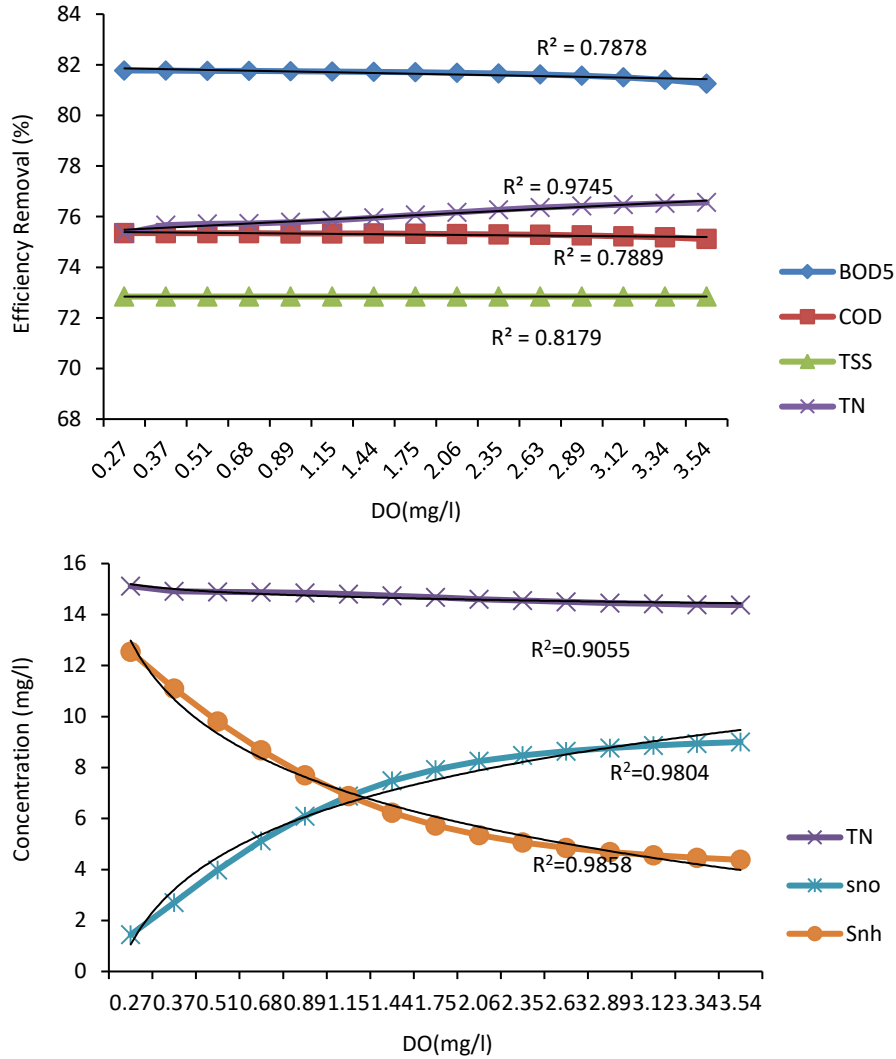 84
82
80
78
76
74
72
70
68
Efficiency Removal (%)
R² = 0.7878
R² = 0.9745
R² = 0.7889
R² = 0.8179
BOD5
COD
TSS
TN
0.27 0.37 0.51 0.68 0.89 1.15 1.44 1.75 2.06 2.35 2.63 2.89 3.12 3.34 3.54
DO(mg/l)
16
14
12
10
8
6
4
2
0
Concentration (mg/l)
R²=0.9055
R²=0.9804
R²=0.9858
TN
sno
Snh
0.270.370.510.680.891.151.441.752.062.352.632.893.123.343.54
DO(mg/l)